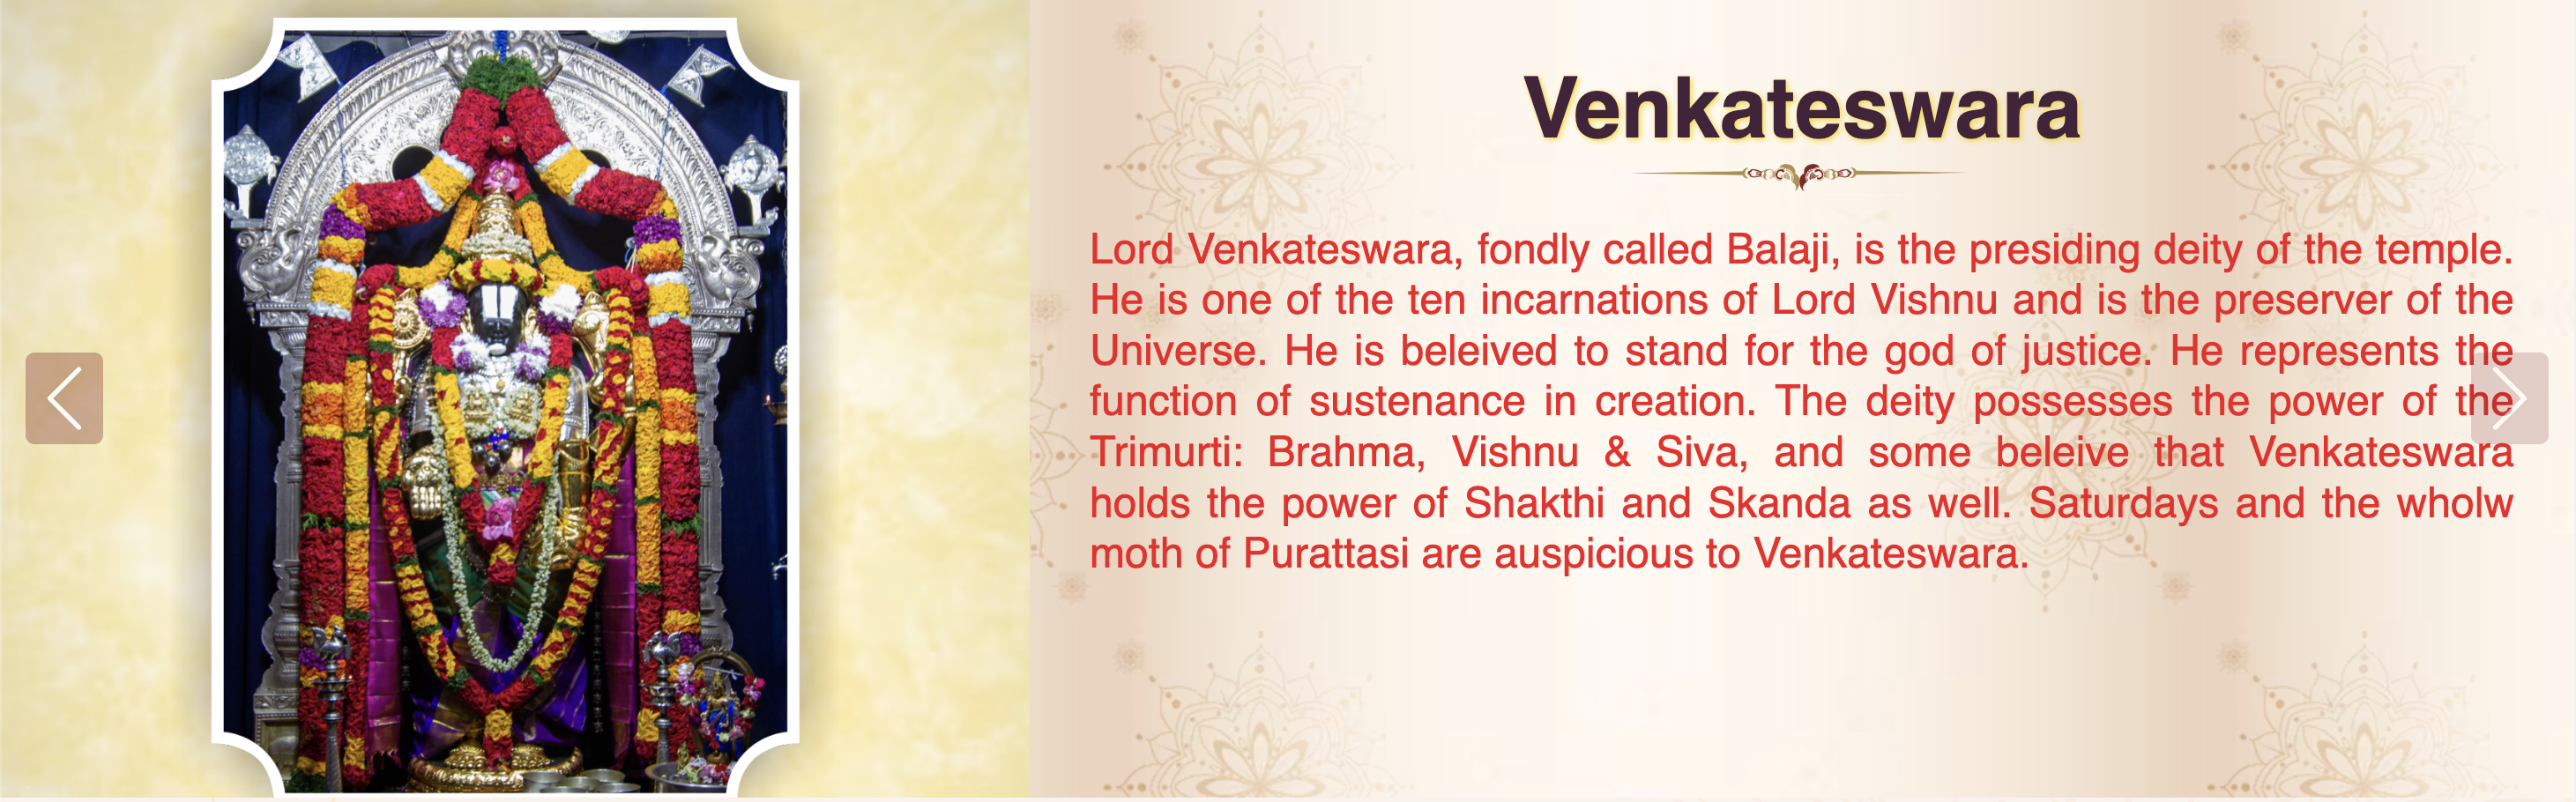 Venkateswara
Lord Venkateswara, fondly called Balaji, is the presiding deity of the temple.
He is one of the ten incarnations of Lord Vishnu and is the preserver of the
Universe. He is beleived to stand for the god of justice. He represents the
function of sustenance in creation. The deity possesses the power of the
Trimurti: Brahma, Vishnu & Siva, and some beleive that Venkateswara
holds the power of Shakthi and Skanda as well. Saturdays and the wholw
moth of Purattasi are auspicious to Venkateswara.